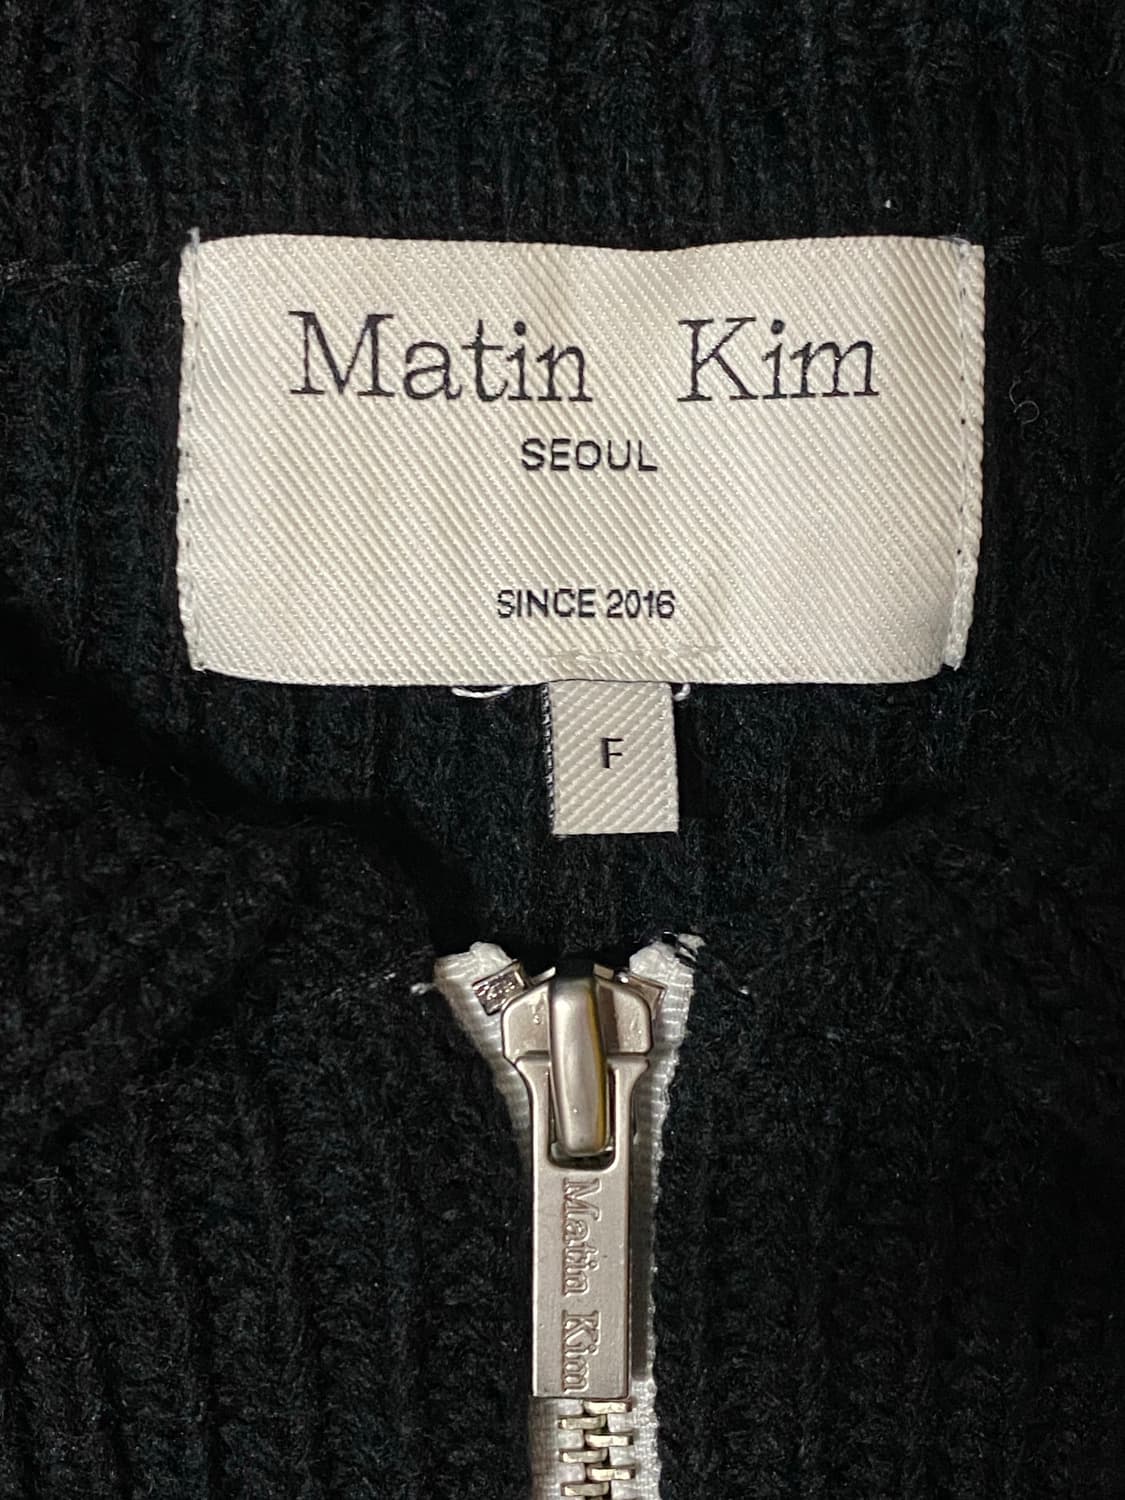 Matin Kim
SEOUL
SINCE 2016
F
Matin Kim